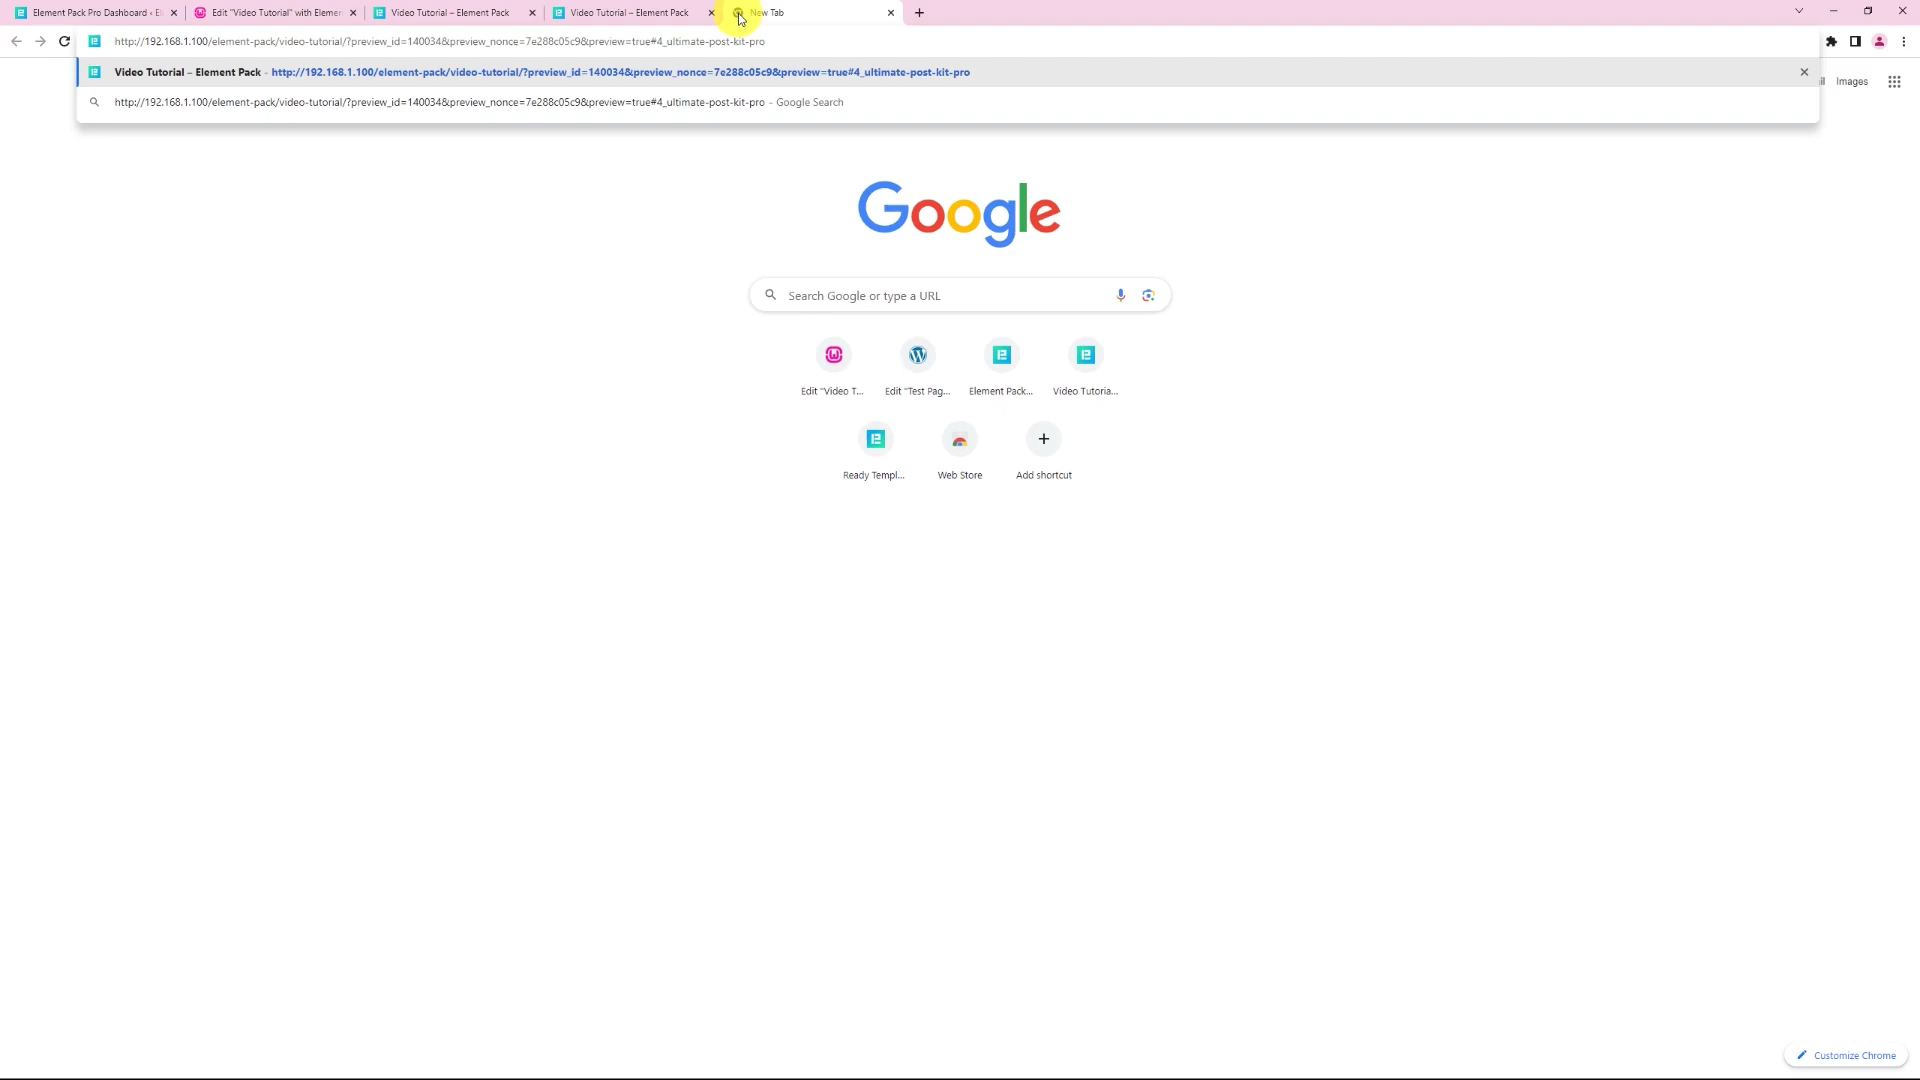 Element Pack Pro Dashboard ‹ El
Edit "Video Tutorial" with Elemen
Video Tutorial – Element Pack
Video Tutorial – Element Pack
New Tab
http://192.168.1.100/element-pack/video-tutorial/?preview_id=140034&preview_nonce=7e288c05c9&preview=true#4_ultimate-post-kit-pro
Video Tutorial – Element Pack - http://192.168.1.100/element-pack/video-tutorial/?preview_id=140034&preview_nonce=7e288c05c9&preview=true#4_ultimate-post-kit-pro
Images
http://192.168.1.100/element-pack/video-tutorial/?preview_id=140034&preview_nonce=7e288c05c9&preview=true#4_ultimate-post-kit-pro - Google Search
Google
Search Google or type a URL
Edit "Video T...
Edit "Test Pag...
Element Pack...
Video Tutoria...
Ready Templ...
Web Store
Add shortcut
Customize Chrome